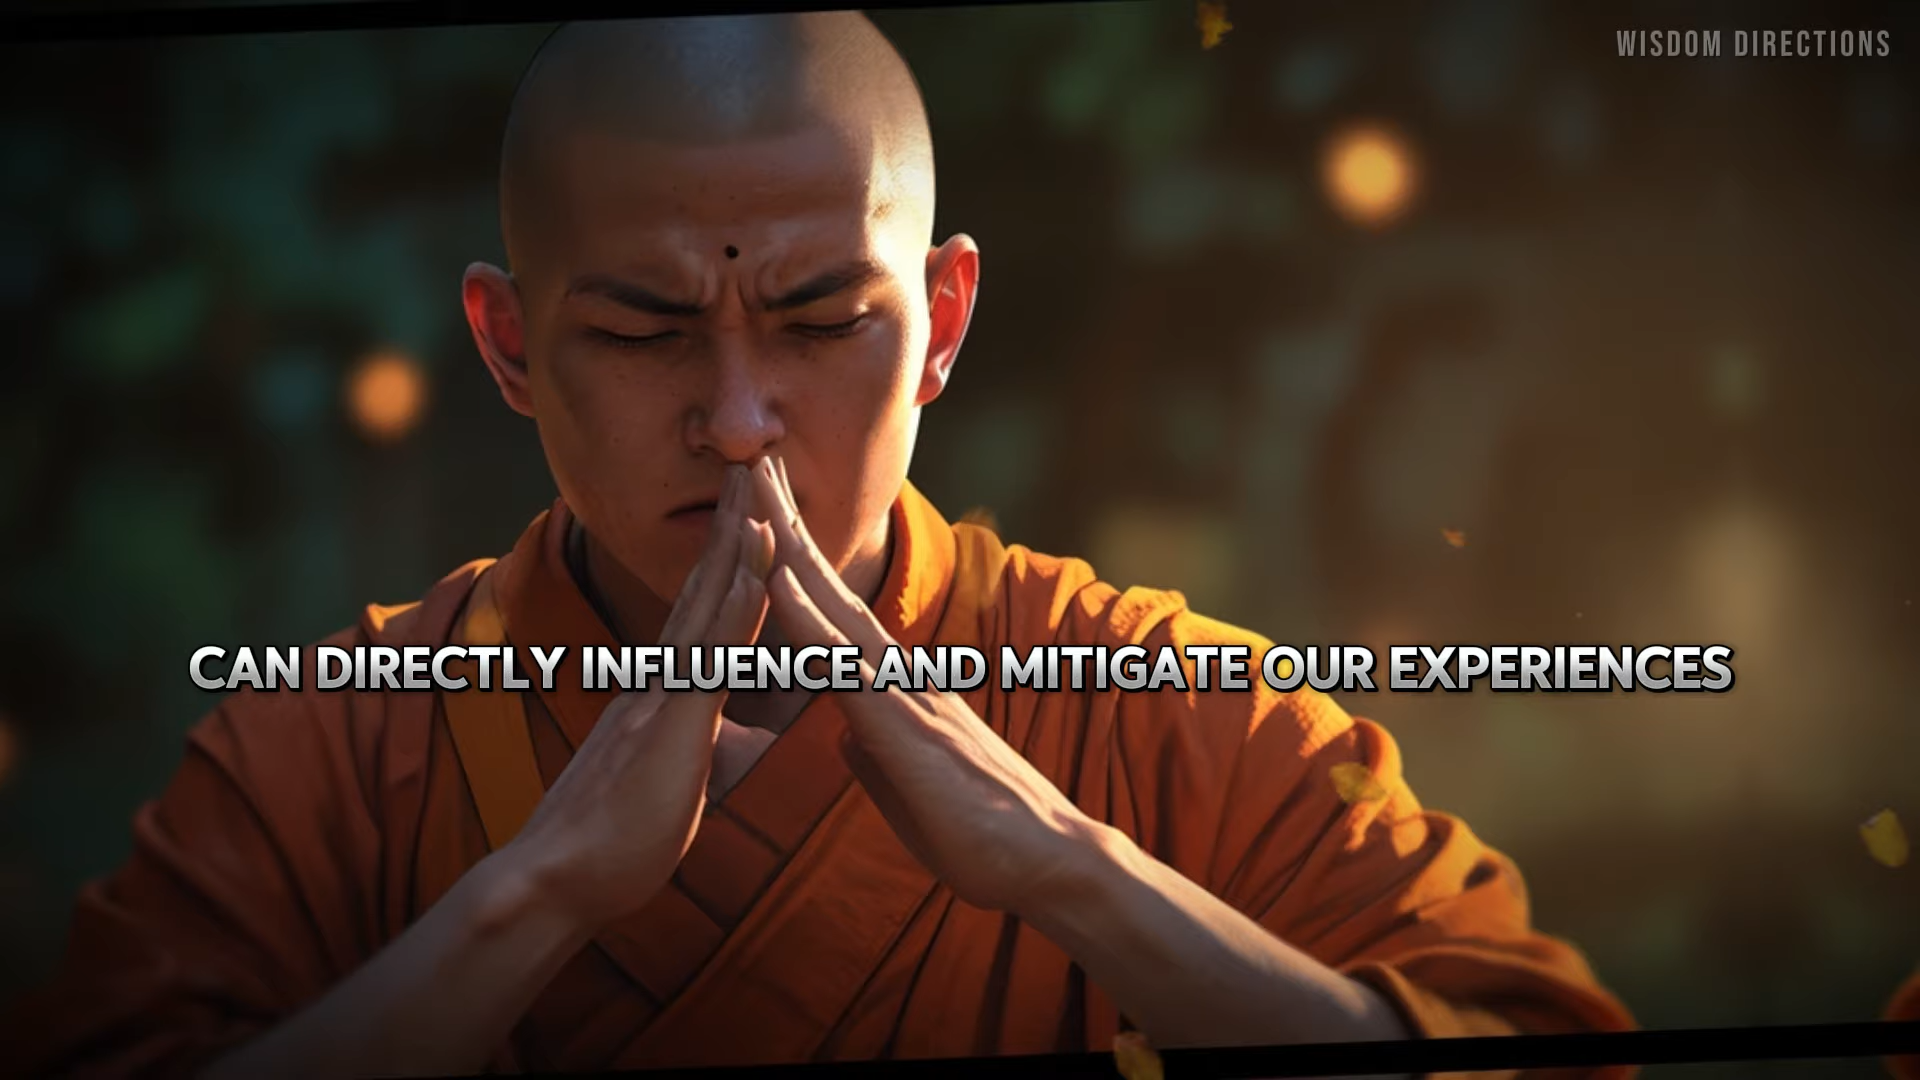 WISDOM DIRECTIONS
CAN DIRECTLY INFLUENCE AND MITIGATE OUR EXPERIENCES